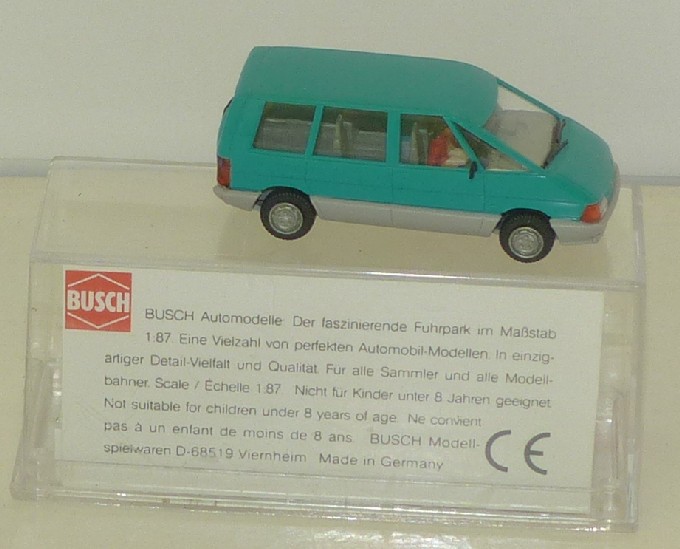 BUSCH
BUSCH Automodelle: Der faszinierende Fuhrpark im Maßstab
1:87. Eine Vielzahl von perfekten Automobil-Modellen. In einzig-
artiger Detail-Vielfalt und Qualität. Für alle Sammler und alle Modell-
bahner. Scale / Échelle 1:87. Nicht für Kinder unter 8 Jahren geeignet.
Not suitable for children under 8 years of age. Ne convient
pas à un enfant de moins de 8 ans. BUSCH Modell-
spielwaren D-68519 Viernheim. Made in Germany
CE